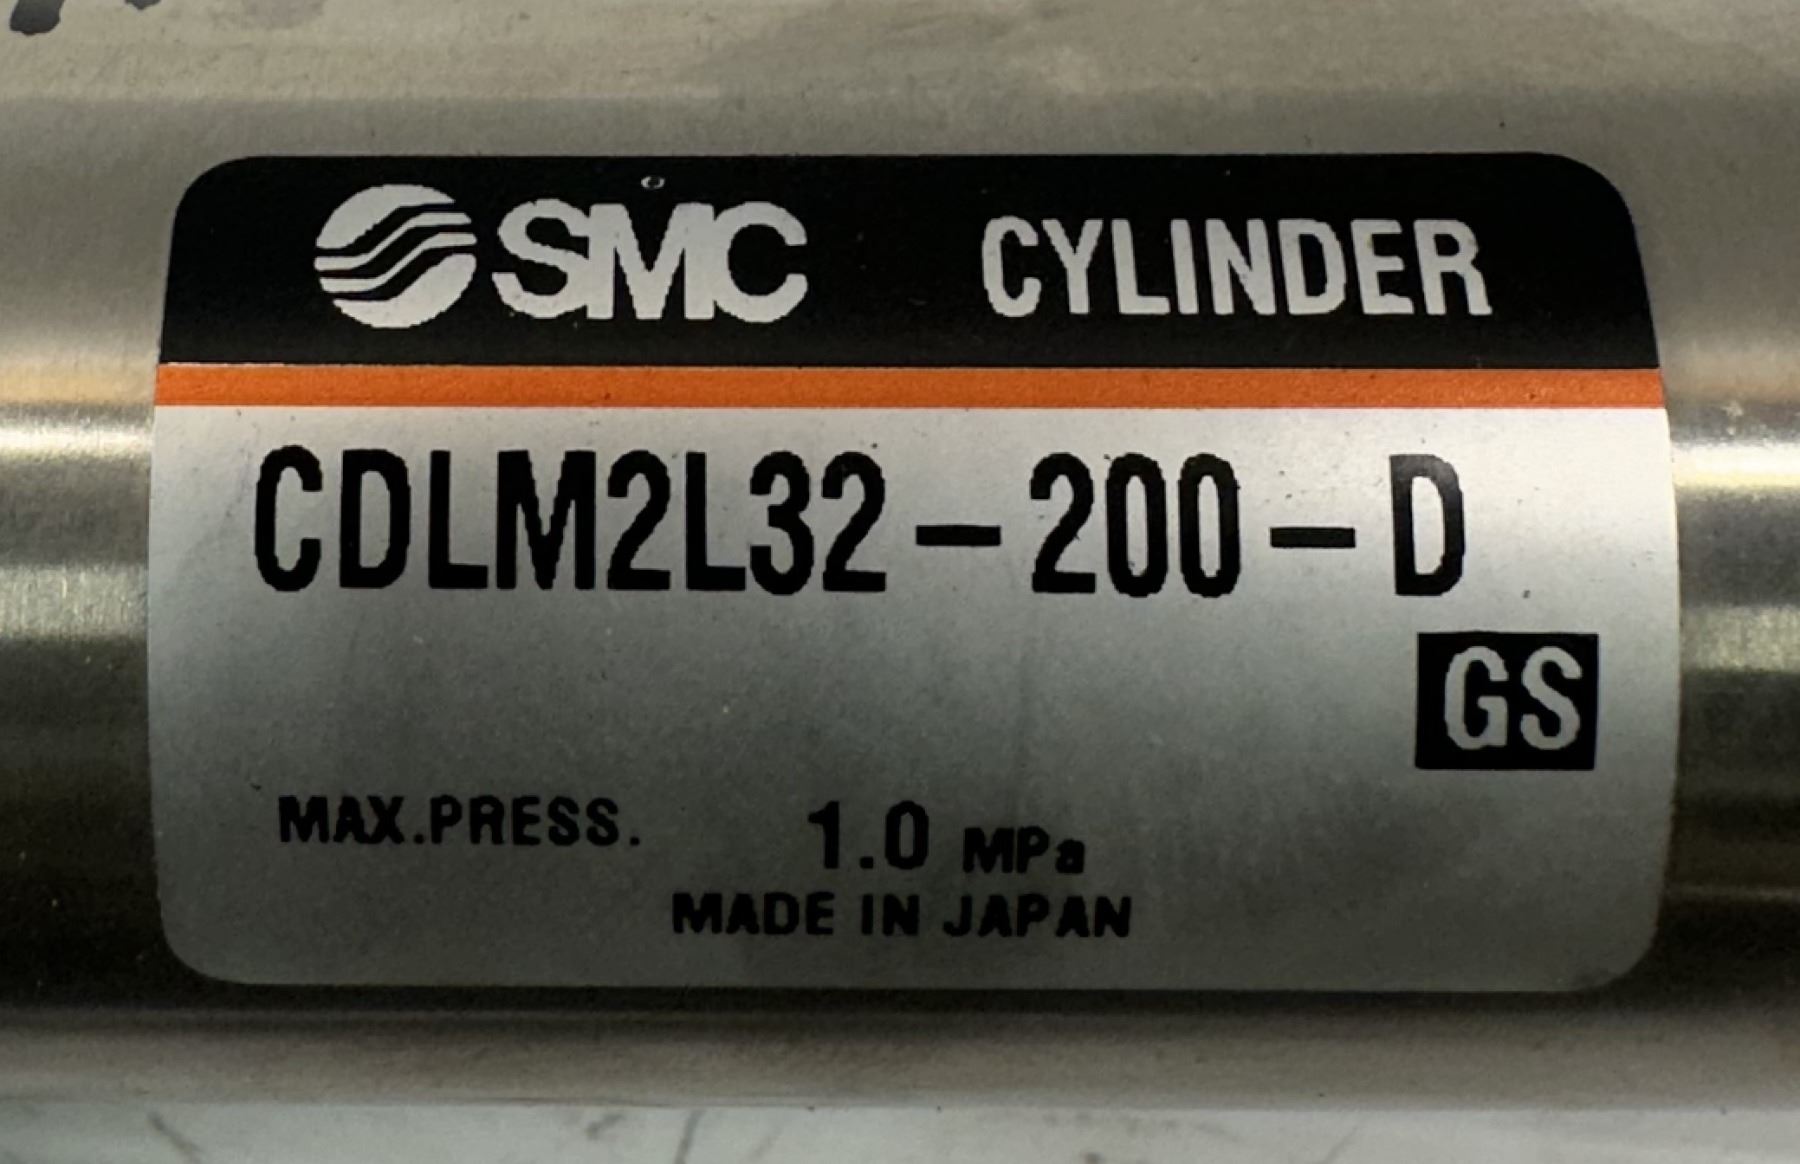 SMC CYLINDER
CDLM2L32-200-D
GS
MAX.PRESS. 1.0 MPa
MADE IN JAPAN